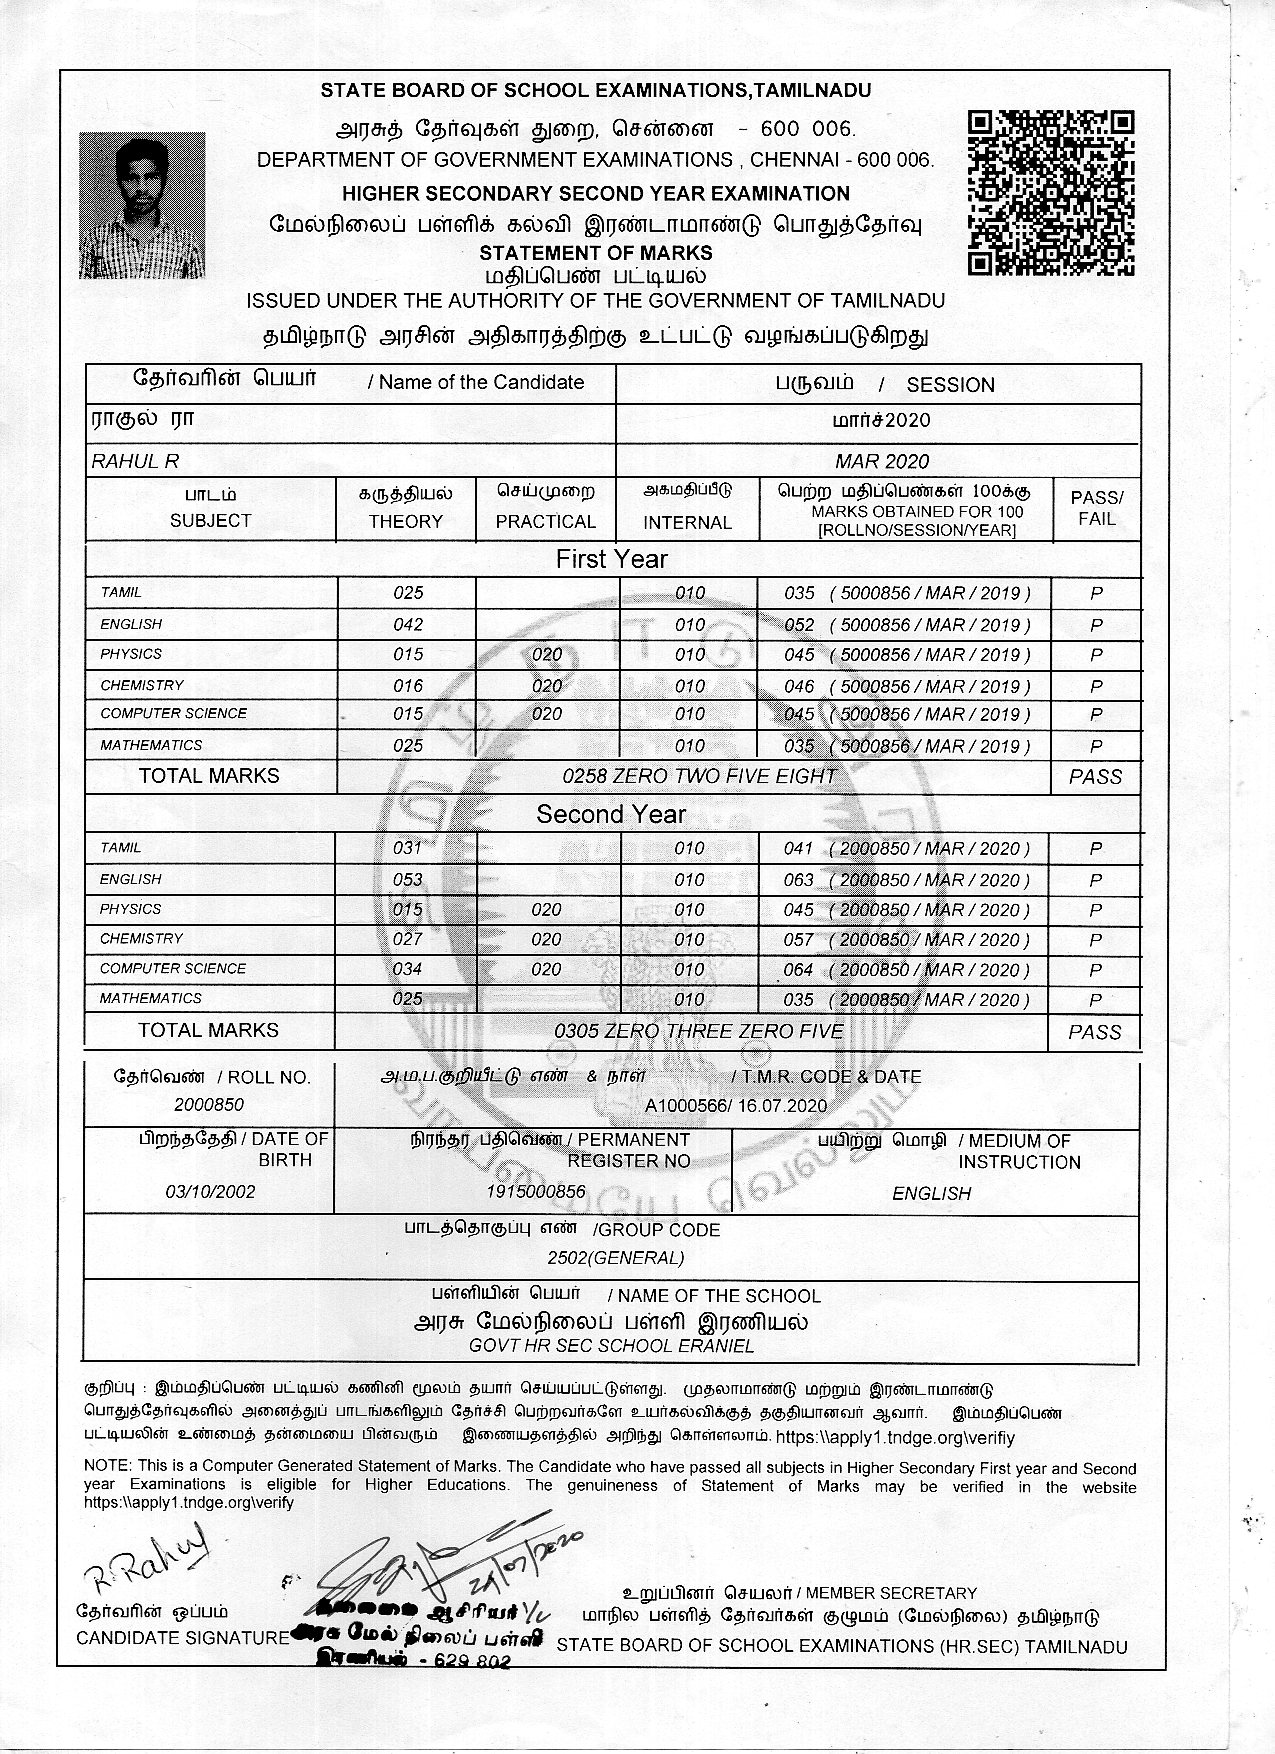 STATE BOARD OF SCHOOL EXAMINATIONS,TAMILNADU
அரசுத் தேர்வுகள் துறை, சென்னை - 600 006.
DEPARTMENT OF GOVERNMENT EXAMINATIONS , CHENNAI - 600 006.
HIGHER SECONDARY SECOND YEAR EXAMINATION
மேல்நிலைப் பள்ளிக் கல்வி இரண்டாமாண்டு பொதுத்தேர்வு
STATEMENT OF MARKS
மதிப்பெண் பட்டியல்
ISSUED UNDER THE AUTHORITY OF THE GOVERNMENT OF TAMILNADU
தமிழ்நாடு அரசின் அதிகாரத்திற்கு உட்பட்டு வழங்கப்படுகிறது
தேர்வரின் பெயர் / Name of the Candidate பருவம் / SESSION
ராகுல் ரா மார்ச்2020
RAHUL R MAR 2020
பாடம் கருத்தியல் செய்முறை அகமதிப்பீடு பெற்ற மதிப்பெண்கள் 100க்கு PASS/
SUBJECT THEORY PRACTICAL INTERNAL MARKS OBTAINED FOR 100 FAIL
[ROLLNO/SESSION/YEAR]
First Year
TAMIL 025 010 035 ( 5000856 / MAR / 2019 ) P
ENGLISH 042 010 052 ( 5000856 / MAR / 2019 ) P
PHYSICS 015 020 010 045 ( 5000856 / MAR / 2019 ) P
CHEMISTRY 016 020 010 046 ( 5000856 / MAR / 2019 ) P
COMPUTER SCIENCE 015 020 010 045 ( 5000856 / MAR / 2019 ) P
MATHEMATICS 025 010 035 ( 5000856 / MAR / 2019 ) P
TOTAL MARKS 0258 ZERO TWO FIVE EIGHT PASS
Second Year
TAMIL 031 010 041 ( 2000850 / MAR / 2020 ) P
ENGLISH 053 010 063 ( 2000850 / MAR / 2020 ) P
PHYSICS 015 020 010 045 ( 2000850 / MAR / 2020 ) P
CHEMISTRY 027 020 010 057 ( 2000850 / MAR / 2020 ) P
COMPUTER SCIENCE 034 020 010 064 ( 2000850 / MAR / 2020 ) P
MATHEMATICS 025 010 035 ( 2000850 / MAR / 2020 ) P
TOTAL MARKS 0305 ZERO THREE ZERO FIVE PASS
தேர்வெண் / ROLL NO. அ.ம.ப.குறியீட்டு எண் & நாள் / T.M.R. CODE & DATE
2000850 A1000566/ 16.07.2020
பிறந்ததேதி / DATE OF BIRTH நிரந்தர பதிவெண் / PERMANENT REGISTER NO பயிற்று மொழி / MEDIUM OF INSTRUCTION
03/10/2002 1915000856 ENGLISH
பாடத்தொகுப்பு எண் /GROUP CODE
2502(GENERAL)
பள்ளியின் பெயர் / NAME OF THE SCHOOL
அரசு மேல்நிலைப் பள்ளி இரணியல்
GOVT HR SEC SCHOOL ERANIEL
குறிப்பு : இம்மதிப்பெண் பட்டியல் கணினி மூலம் தயார் செய்யப்பட்டுள்ளது. முதலாமாண்டு மற்றும் இரண்டாமாண்டு
பொதுத்தேர்வுகளில் அனைத்துப் பாடங்களிலும் தேர்ச்சி பெற்றவர்களே உயர்கல்விக்குத் தகுதியானவர் ஆவார். இம்மதிப்பெண்
பட்டியலின் உண்மைத் தன்மையை பின்வரும் இணையதளத்தில் அறிந்து கொள்ளலாம். https:\\apply1.tndge.org\verifiy
NOTE: This is a Computer Generated Statement of Marks. The Candidate who have passed all subjects in Higher Secondary First year and Second
year Examinations is eligible for Higher Educations. The genuineness of Statement of Marks may be verified in the website
https:\\apply1.tndge.org\verify
R. Rahul
24/07/2020
தேர்வரின் ஒப்பம் தலைமை ஆசிரியர் உறுப்பினர் செயலர் / MEMBER SECRETARY
CANDIDATE SIGNATURE அரசு மேல் நிலைப் பள்ளி மாநில பள்ளித் தேர்வர்கள் குழுமம் (மேல்நிலை) தமிழ்நாடு
இரணியல் - 629 802 STATE BOARD OF SCHOOL EXAMINATIONS (HR.SEC) TAMILNADU